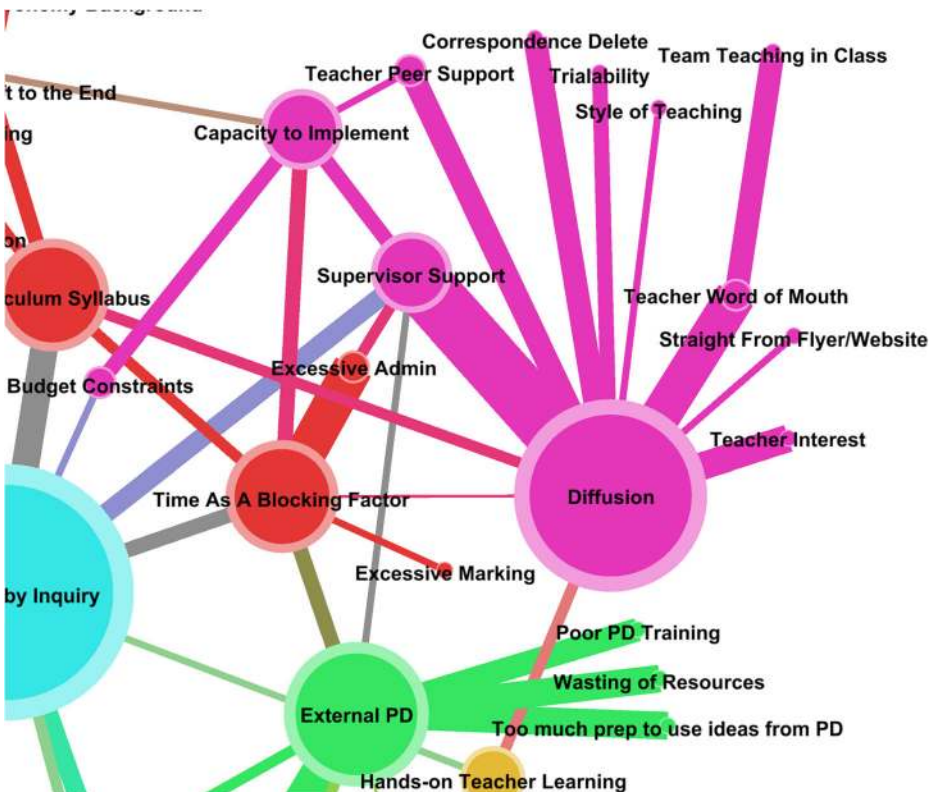 Correspondence Delete
Team Teaching in Class
Teacher Peer Support
Trialability
t to the End
Style of Teaching
Capacity to Implement
ing
on
Supervisor Support
culum Syllabus
Teacher Word of Mouth
Straight From Flyer/Website
Excessive Admin
Budget Constraints
Teacher Interest
Time As A Blocking Factor
Diffusion
Excessive Marking
by Inquiry
Poor PD Training
Wasting of Resources
External PD
Too much prep to use ideas from PD
Hands-on Teacher Learning